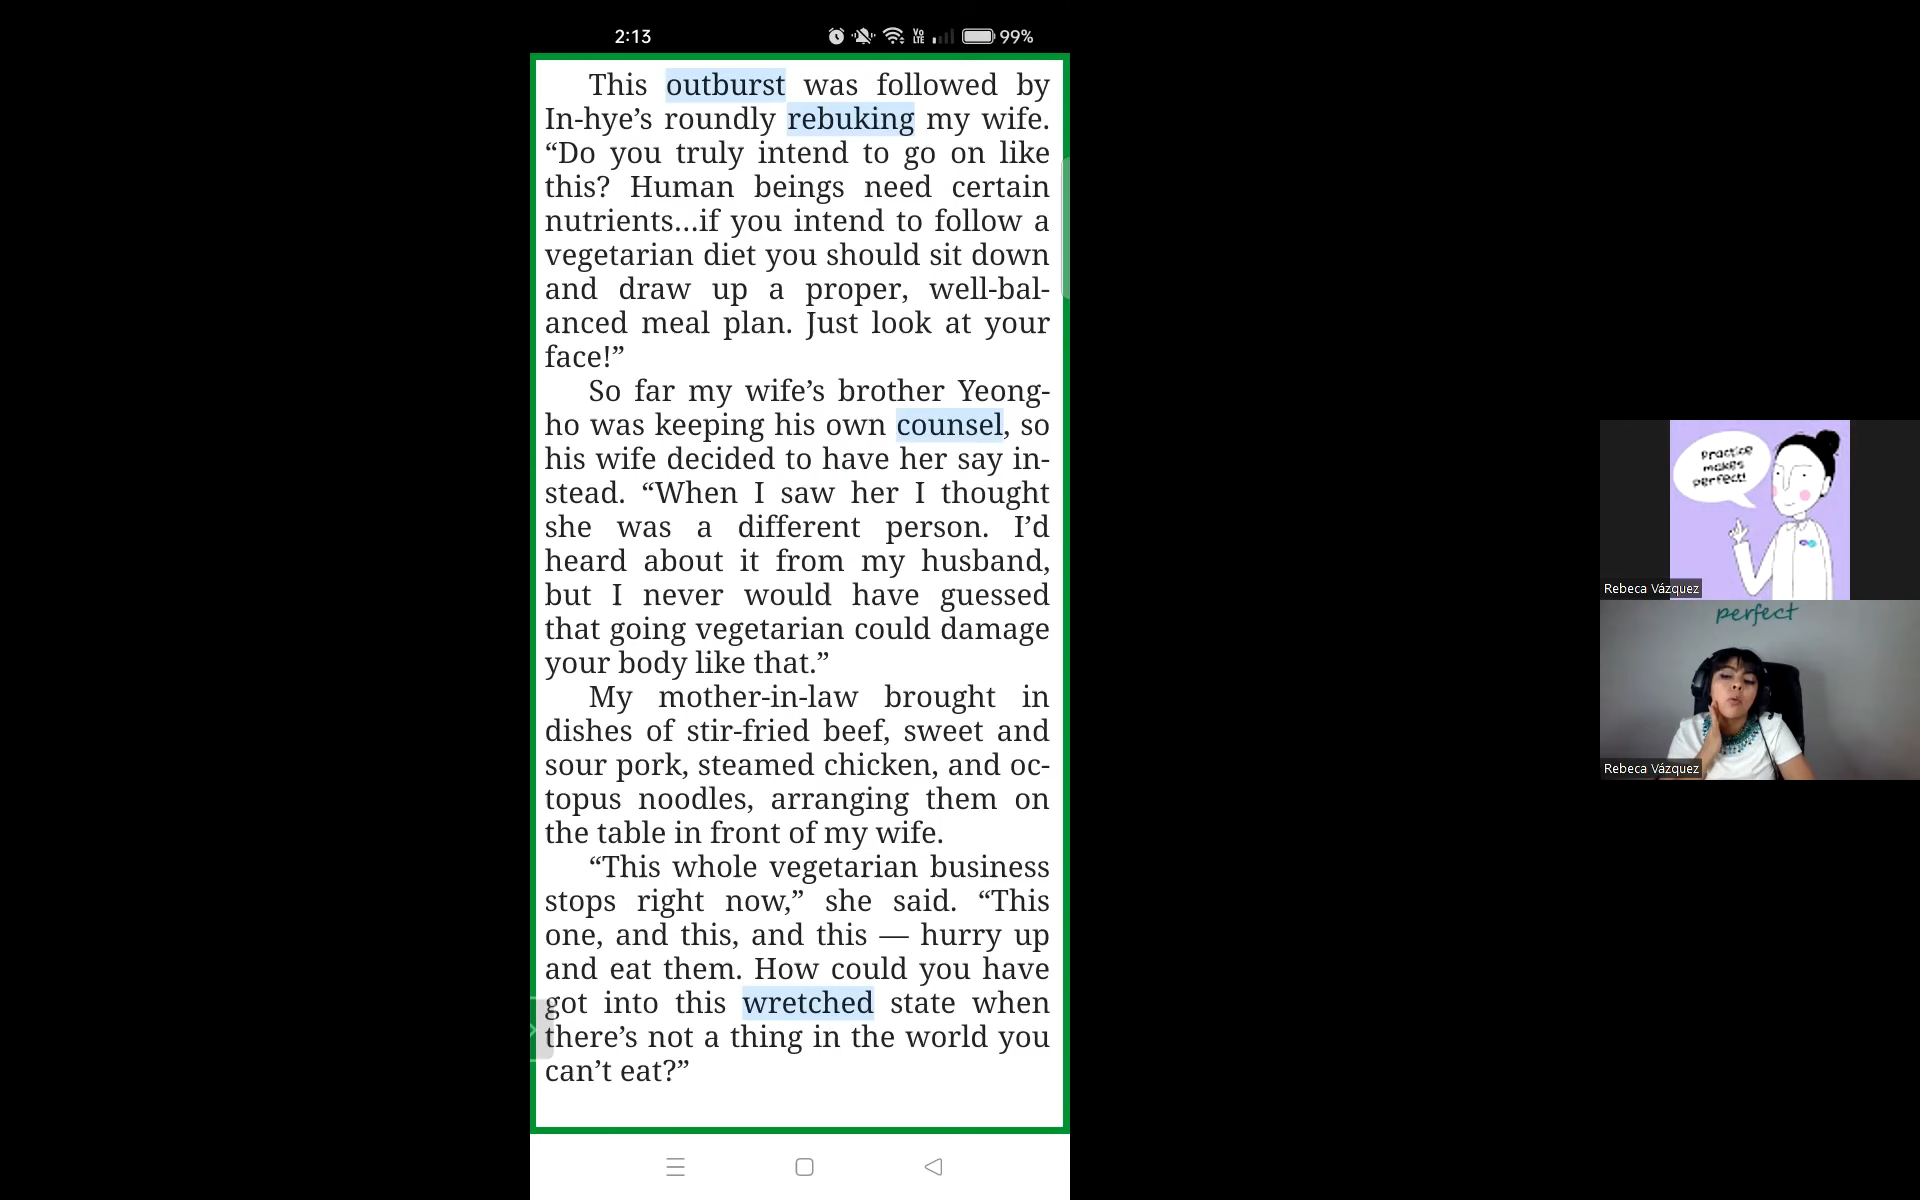 2:13
Vo
LTE
99%
This outburst was followed by
In-hye’s roundly rebuking my wife.
“Do you truly intend to go on like
this? Human beings need certain
nutrients…if you intend to follow a
vegetarian diet you should sit down
and draw up a proper, well-bal-
anced meal plan. Just look at your
face!”
So far my wife’s brother Yeong-
ho was keeping his own counsel, so
his wife decided to have her say in-
stead. “When I saw her I thought
she was a different person. I’d
heard about it from my husband,
but I never would have guessed
that going vegetarian could damage
your body like that.”
My mother-in-law brought in
dishes of stir-fried beef, sweet and
sour pork, steamed chicken, and oc-
topus noodles, arranging them on
the table in front of my wife.
“This whole vegetarian business
stops right now,” she said. “This
one, and this, and this — hurry up
and eat them. How could you have
got into this wretched state when
there’s not a thing in the world you
can’t eat?”
Practice
makes
perfect!
Rebeca Vázquez
perfect
Rebeca Vázquez